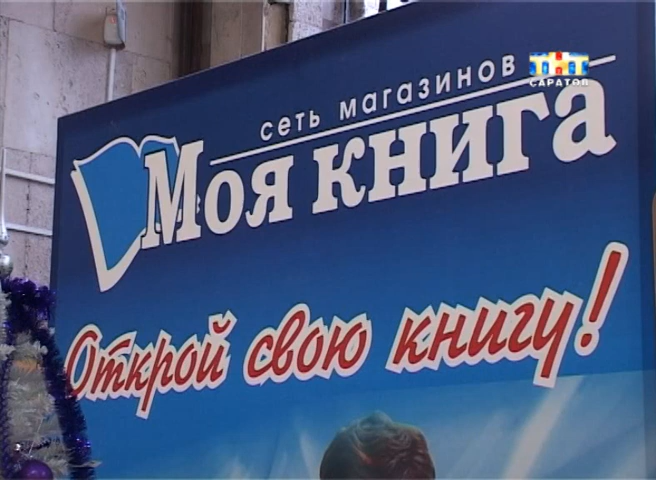 ТНТ
САРАТОВ
сеть магазинов
Моя книга
Открой свою книгу!